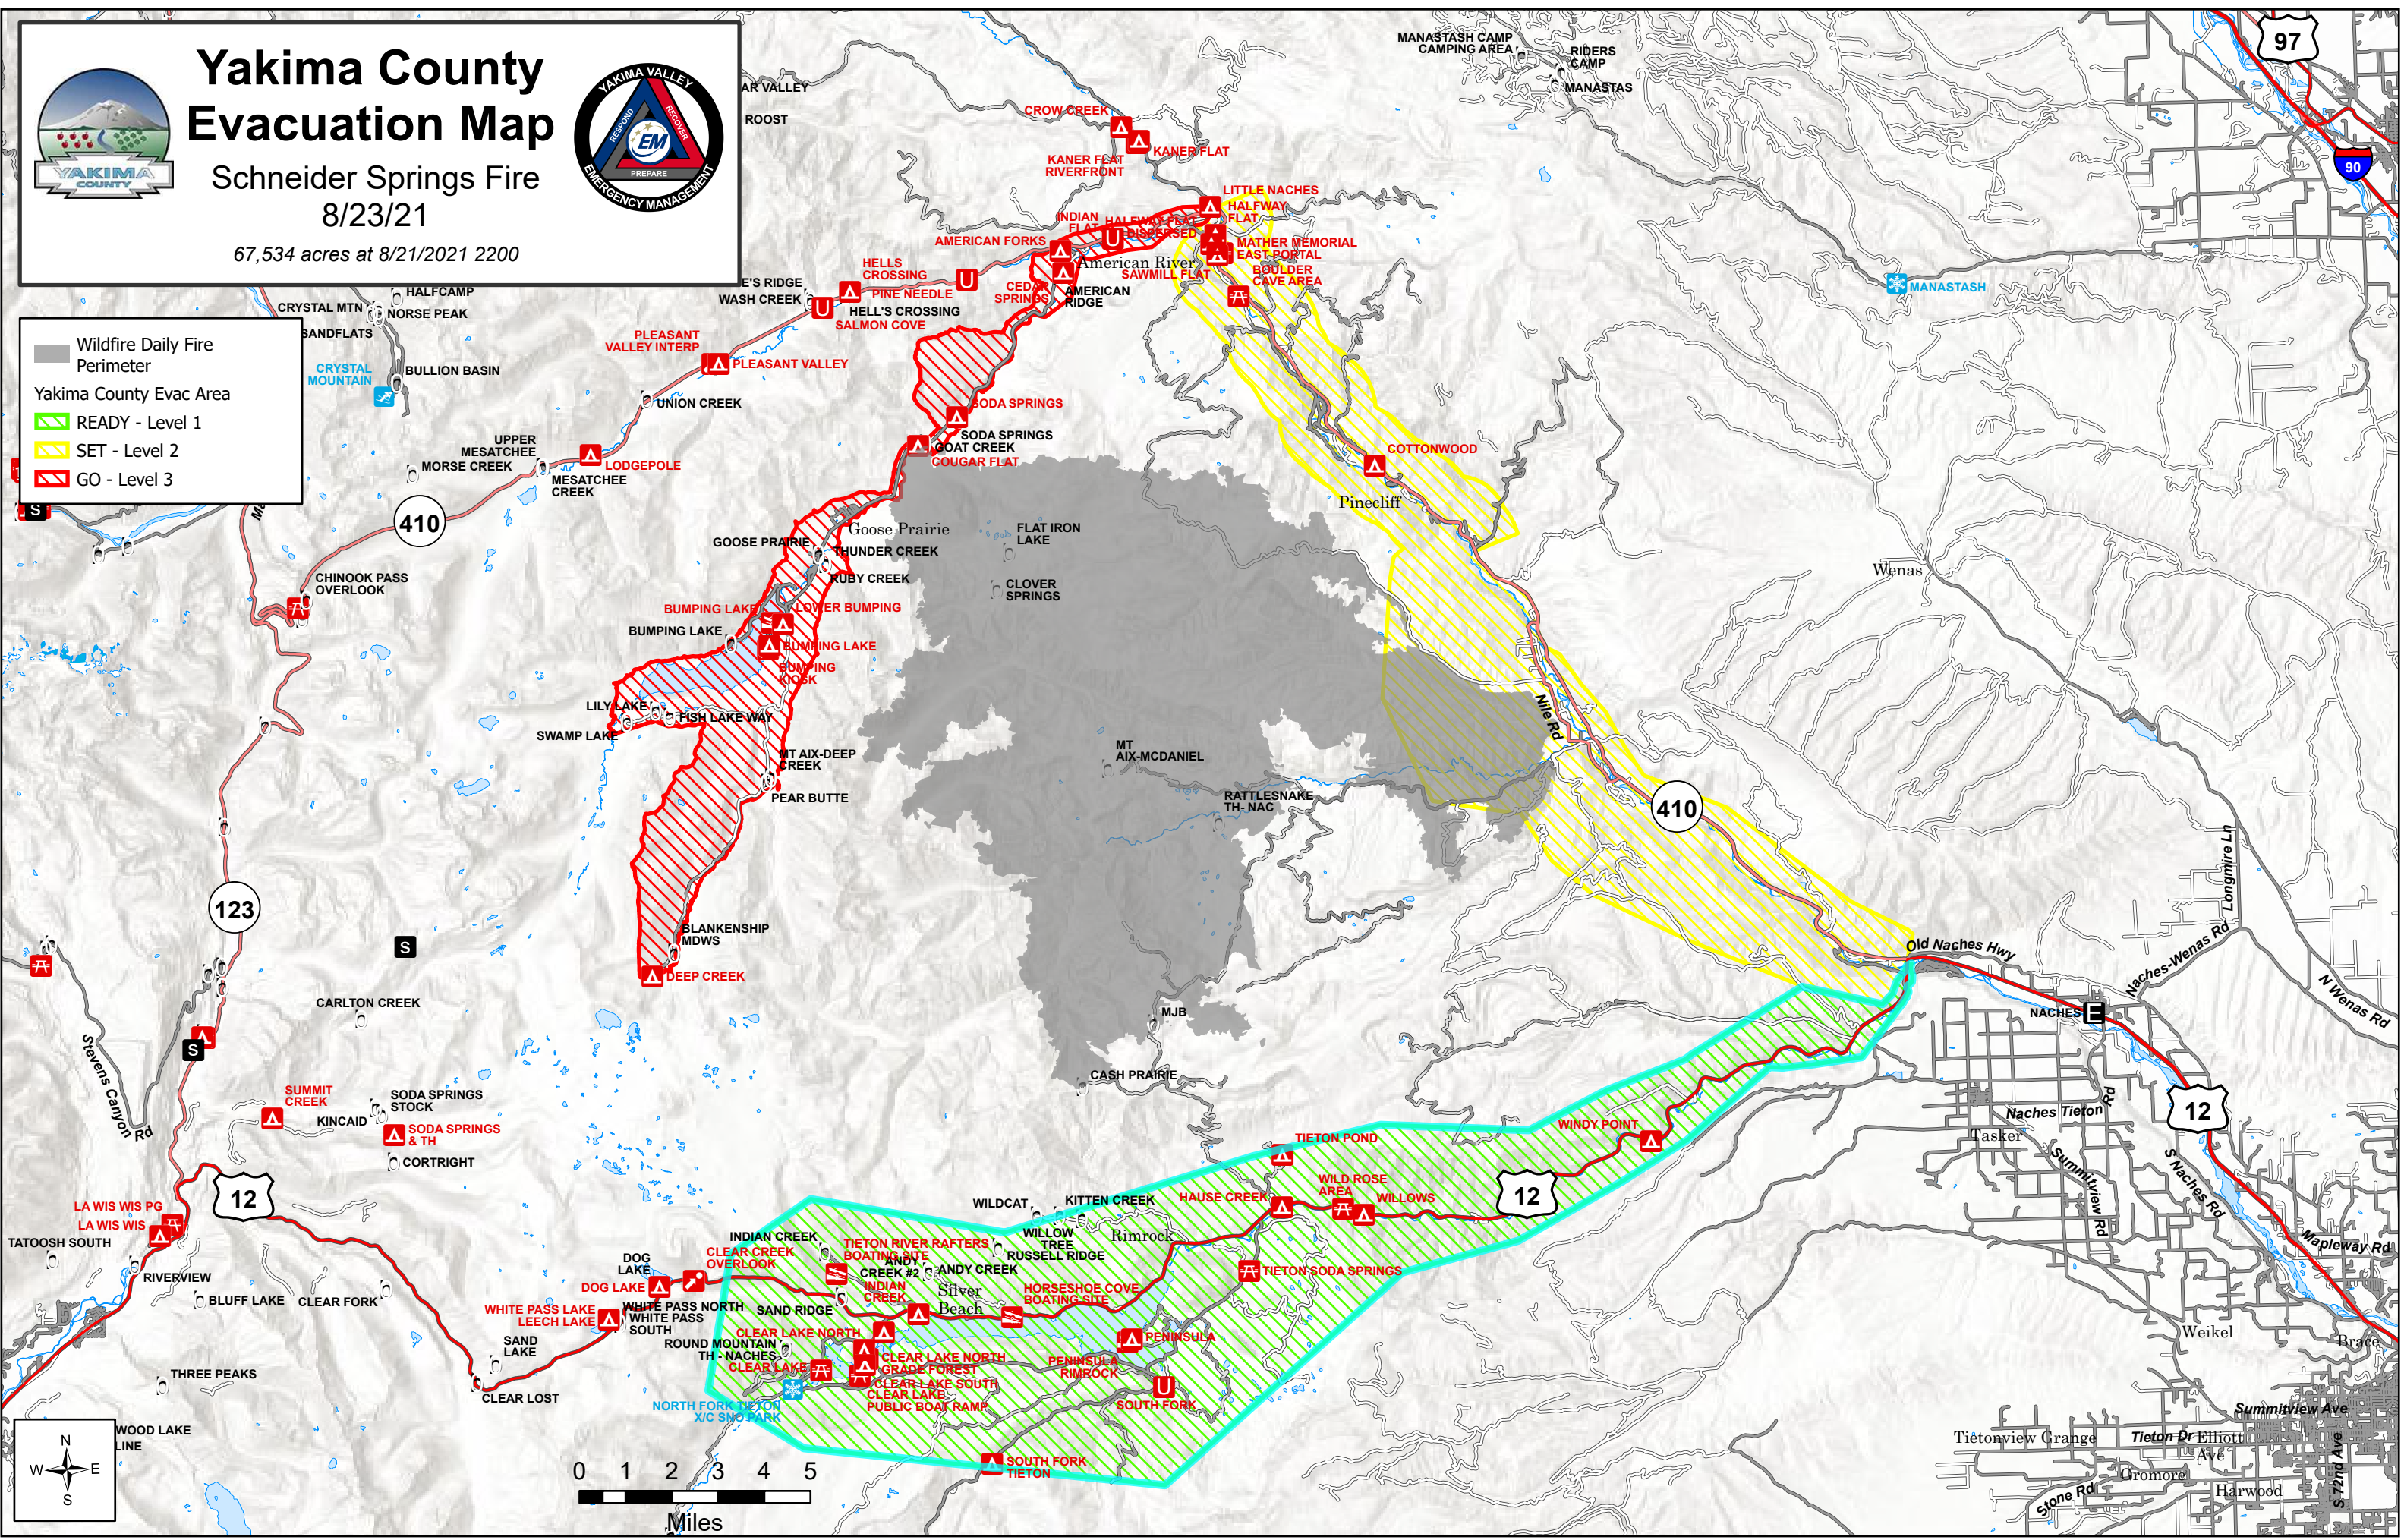 Yakima County
Evacuation Map
Schneider Springs Fire
8/23/21
67,534 acres at 8/21/2021 2200
YAKIMA
COUNTY
YAKIMA VALLEY
EMERGENCY MANAGEMENT
RESPOND
RECOVER
PREPARE
EM
Wildfire Daily Fire
Perimeter
Yakima County Evac Area
READY - Level 1
SET - Level 2
GO - Level 3
AR VALLEY
ROOST
MANASTASH CAMP
CAMPING AREA
RIDERS
CAMP
MANASTAS
97
90
CROW CREEK
KANER FLAT
KANER FLAT
RIVERFRONT
LITTLE NACHES
HALFWAY
FLAT
INDIAN
FLAT
HALFWAY FLAT
DISPERSED
AMERICAN FORKS
American River
MATHER MEMORIAL
EAST PORTAL
SAWMILL FLAT
BOULDER
CAVE AREA
HELLS
CROSSING
PINE NEEDLE
CEDAR
SPRINGS
AMERICAN
RIDGE
MANASTASH
E'S RIDGE
WASH CREEK
HELL'S CROSSING
SALMON COVE
HALFCAMP
CRYSTAL MTN
NORSE PEAK
SANDFLATS
CRYSTAL
MOUNTAIN
BULLION BASIN
PLEASANT
VALLEY INTERP
PLEASANT VALLEY
UNION CREEK
SODA SPRINGS
SODA SPRINGS
GOAT CREEK
COUGAR FLAT
UPPER
MESATCHEE
MORSE CREEK
LODGEPOLE
MESATCHEE
CREEK
COTTONWOOD
Pinecliff
S
410
Goose Prairie
GOOSE PRAIRIE
THUNDER CREEK
RUBY CREEK
FLAT IRON
LAKE
CLOVER
SPRINGS
Wenas
CHINOOK PASS
OVERLOOK
BUMPING LAKE
LOWER BUMPING
BUMPING LAKE
BUMPING LAKE
BUMPING
KIOSK
LILY LAKE
FISH LAKE WAY
SWAMP LAKE
Nile Rd
MT AIX-DEEP
CREEK
PEAR BUTTE
MT
AIX-MCDANIEL
RATTLESNAKE
TH- NAC
410
Longmire Ln
123
BLANKENSHIP
MDWS
DEEP CREEK
S
Old Naches Hwy
Naches-Wenas Rd
N Wenas Rd
NACHES
E
CARLTON CREEK
MJB
S
CASH PRAIRIE
Stevens Canyon Rd
SUMMIT
CREEK
SODA SPRINGS
STOCK
KINCAID
SODA SPRINGS
& TH
CORTRIGHT
12
Naches Tieton Rd
Tasker
Summitview Rd
S Naches Rd
TIETON POND
WINDY POINT
12
WILD ROSE
AREA
HAUSE CREEK
WILLOWS
12
LA WIS WIS PG
LA WIS WIS
TATOOSH SOUTH
RIVERVIEW
BLUFF LAKE
CLEAR FORK
WILDCAT
KITTEN CREEK
WILLOW
TREE
Rimrock
INDIAN CREEK
TIETON RIVER RAFTERS
BOATING SITE
RUSSELL RIDGE
DOG
LAKE
CLEAR CREEK
OVERLOOK
ANDY
CREEK #2
ANDY CREEK
DOG LAKE
INDIAN
CREEK
Silver
Beach
HORSESHOE COVE
BOATING SITE
TIETON SODA SPRINGS
SAND RIDGE
WHITE PASS LAKE
LEECH LAKE
WHITE PASS NORTH
WHITE PASS
SOUTH
Mapleway Rd
SAND
LAKE
CLEAR LAKE NORTH
ROUND MOUNTAIN
TH - NACHES
CLEAR LAKE
CLEAR LAKE NORTH
GRADE FOREST
CLEAR LAKE SOUTH
CLEAR LAKE
PUBLIC BOAT RAMP
PENINSULA
PENINSULA
RIMROCK
SOUTH FORK
NORTH FORK TIETON
X/C SNO PARK
THREE PEAKS
CLEAR LOST
Weikel
Brace
WOOD LAKE
LINE
Summitview Ave
Tietonview Grange
Tieton Dr
Elliott
Ave
Gromore
Harwood
Stone Rd
S 72nd Ave
SOUTH FORK
TIETON
N
W
E
S
0 1 2 3 4 5
Miles